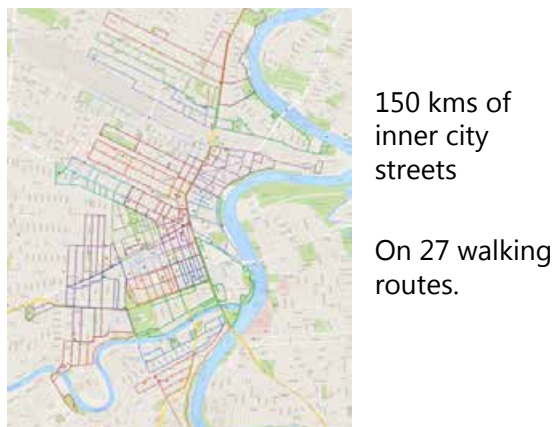 150 kms of
inner city
streets
On 27 walking
routes.